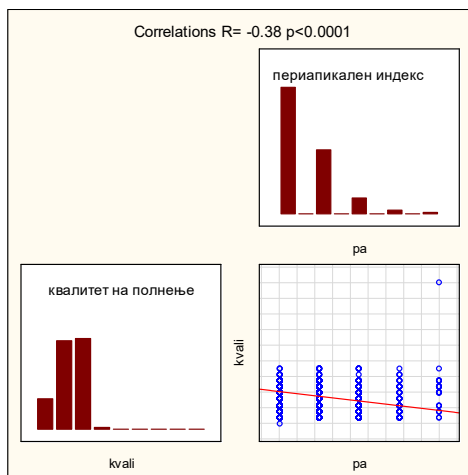 Correlations R= -0.38 p<0.0001
периапикален индекс
pa
квалитет на полнење
kvali
kvali
pa